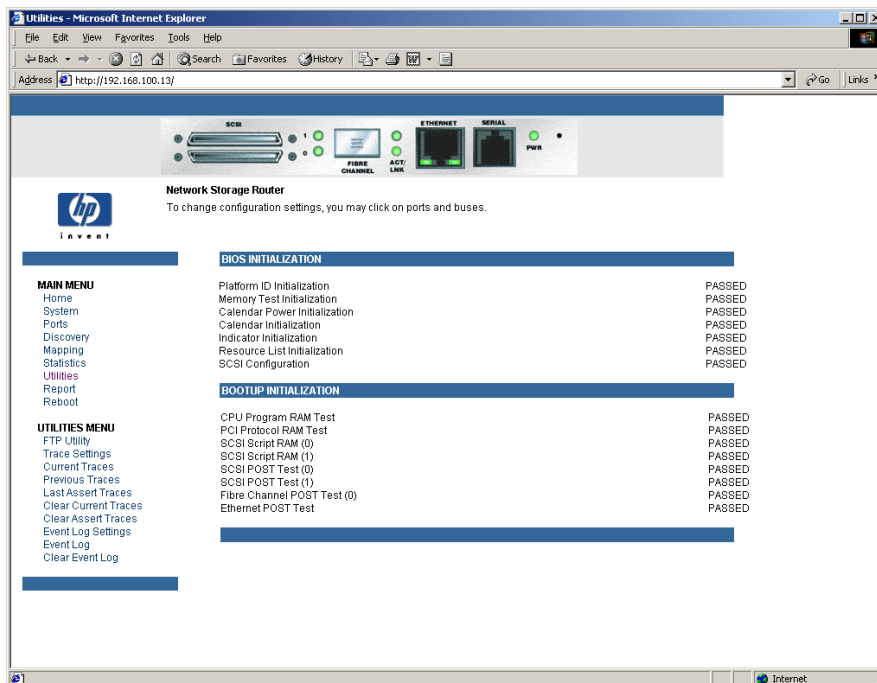 Utilities - Microsoft Internet Explorer
File Edit View Favorites Tools Help
Back Search Favorites History
Address http://192.168.100.13/ Go Links
SCSI ETHERNET SERIAL
1
0
FIBRE CHANNEL ACT/ LNK PWR
hp
invent
Network Storage Router
To change configuration settings, you may click on ports and buses.
MAIN MENU
Home
System
Ports
Discovery
Mapping
Statistics
Utilities
Report
Reboot
UTILITIES MENU
FTP Utility
Trace Settings
Current Traces
Previous Traces
Last Assert Traces
Clear Current Traces
Clear Assert Traces
Event Log Settings
Event Log
Clear Event Log
BIOS INITIALIZATION
Platform ID Initialization PASSED
Memory Test Initialization PASSED
Calendar Power Initialization PASSED
Calendar Initialization PASSED
Indicator Initialization PASSED
Resource List Initialization PASSED
SCSI Configuration PASSED
BOOTUP INITIALIZATION
CPU Program RAM Test PASSED
PCI Protocol RAM Test PASSED
SCSI Script RAM (0) PASSED
SCSI Script RAM (1) PASSED
SCSI POST Test (0) PASSED
SCSI POST Test (1) PASSED
Fibre Channel POST Test (0) PASSED
Ethernet POST Test PASSED
Internet